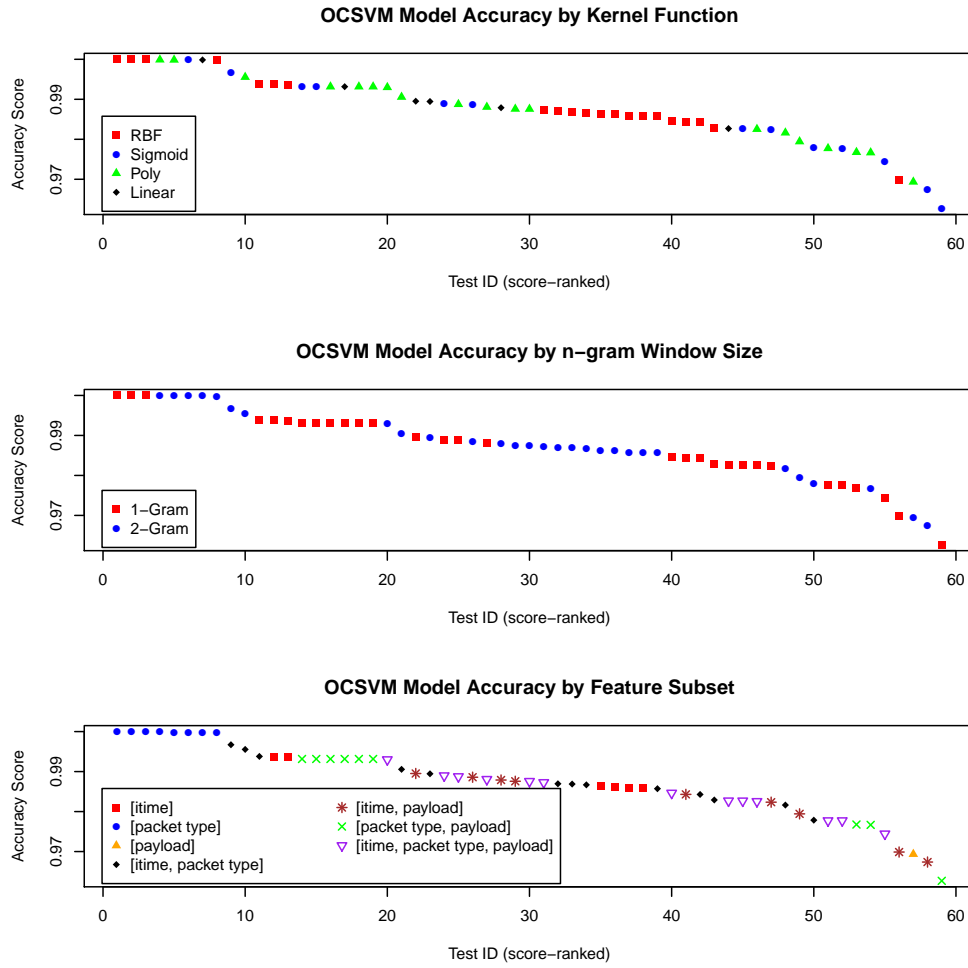 OCSVM Model Accuracy by Kernel Function
Accuracy Score
0.99
0.97
RBF
Sigmoid
Poly
Linear
0 10 20 30 40 50 60
Test ID (score−ranked)
OCSVM Model Accuracy by n−gram Window Size
Accuracy Score
0.99
0.97
1−Gram
2−Gram
0 10 20 30 40 50 60
Test ID (score−ranked)
OCSVM Model Accuracy by Feature Subset
Accuracy Score
0.99
0.97
[itime]
[packet type]
[payload]
[itime, packet type]
[itime, payload]
[packet type, payload]
[itime, packet type, payload]
0 10 20 30 40 50 60
Test ID (score−ranked)